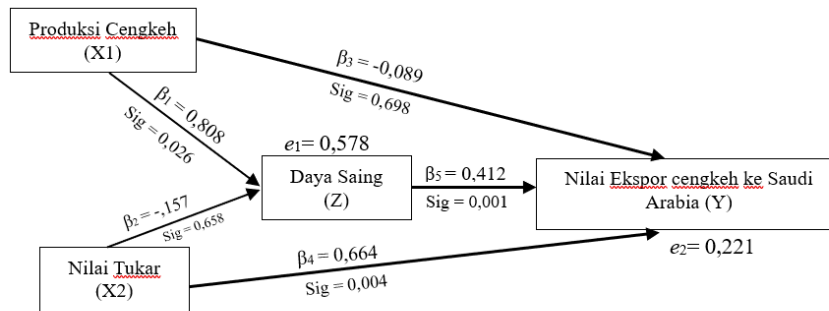 Produksi Cengkeh
(X1)
β3 = -0,089
Sig = 0,698
β1 = 0,808
Sig = 0,026
e1= 0,578
Daya Saing
(Z)
β5 = 0,412
Sig = 0,001
Nilai Ekspor cengkeh ke Saudi
Arabia (Y)
e2= 0,221
β2 = -,157
Sig = 0,658
Nilai Tukar
(X2)
β4 = 0,664
Sig = 0,004